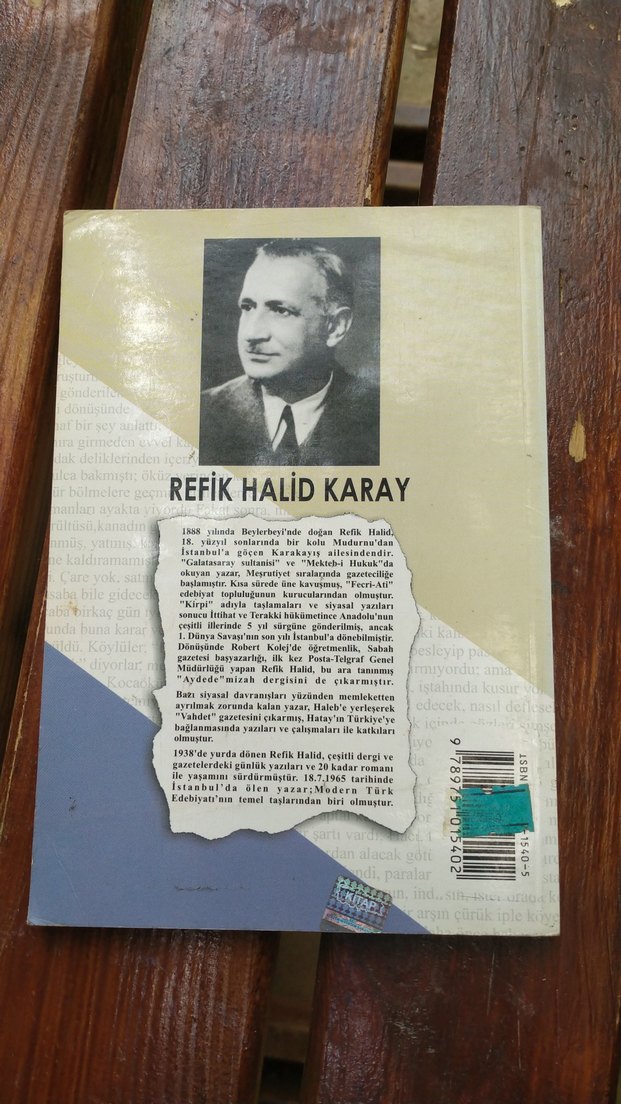 REFİK HALİD KARAY
1888 yılında Beylerbeyi'nde doğan Refik Halid,
18. yüzyıl sonlarında bir kolu Mudurnu'dan
İstanbul'a göçen Karakayış ailesindendir.
"Galatasaray sultanisi" ve "Mekteb-i Hukuk"da
okuyan yazar, Meşrutiyet sıralarında gazeteciliğe
başlamıştır. Kısa sürede üne kavuşmuş, "Fecri-Ati"
edebiyat topluluğunun kurucularından olmuştur.
"Kirpi" adıyla taşlamaları ve siyasal yazıları
sonucu İttihat ve Terakki hükümetince Anadolu'nun
çeşitli illerinde 5 yıl sürgüne gönderilmiş, ancak
1. Dünya Savaşı'nın son yılı İstanbul'a dönebilmiştir.
Dönüşünde Robert Kolej'de öğretmenlik, Sabah
gazetesi başyazarlığı, ilk kez Posta-Telgraf Genel
Müdürlüğü yapan Refik Halid, bu ara tanınmış
"Aydede"mizah dergisini de çıkarmıştır.
Bazı siyasal davranışları yüzünden memleketten
ayrılmak zorunda kalan yazar, Haleb'e yerleşerek
"Vahdet" gazetesini çıkarmış, Hatay'ın Türkiye'ye
bağlanmasında yazıları ve çalışmaları ile katkıları
olmuştur.
1938'de yurda dönen Refik Halid, çeşitli dergi ve
gazetelerdeki günlük yazıları ve 20 kadar romanı
ile yaşamını sürdürmüştür. 18.7.1965 tarihinde
İstanbul'da ölen yazar;Modern Türk
Edebiyatı'nın temel taşlarından biri olmuştur.
ISBN 1540-5
9 789751 015402
KİTAP